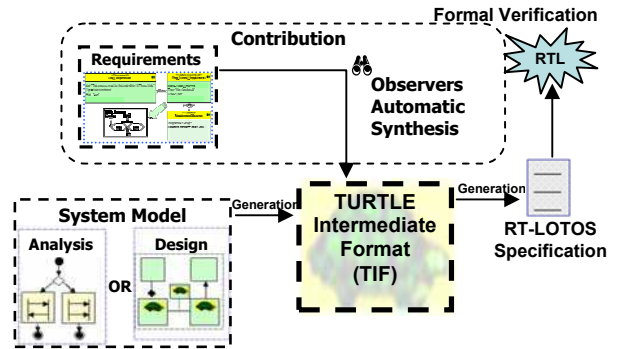 Formal Verification
Contribution
RTL
Requirements
Observers
Automatic
Synthesis
Generation
Generation
TURTLE
Intermediate
Format
(TIF)
RT-LOTOS
Specification
System Model
Analysis
OR
Design